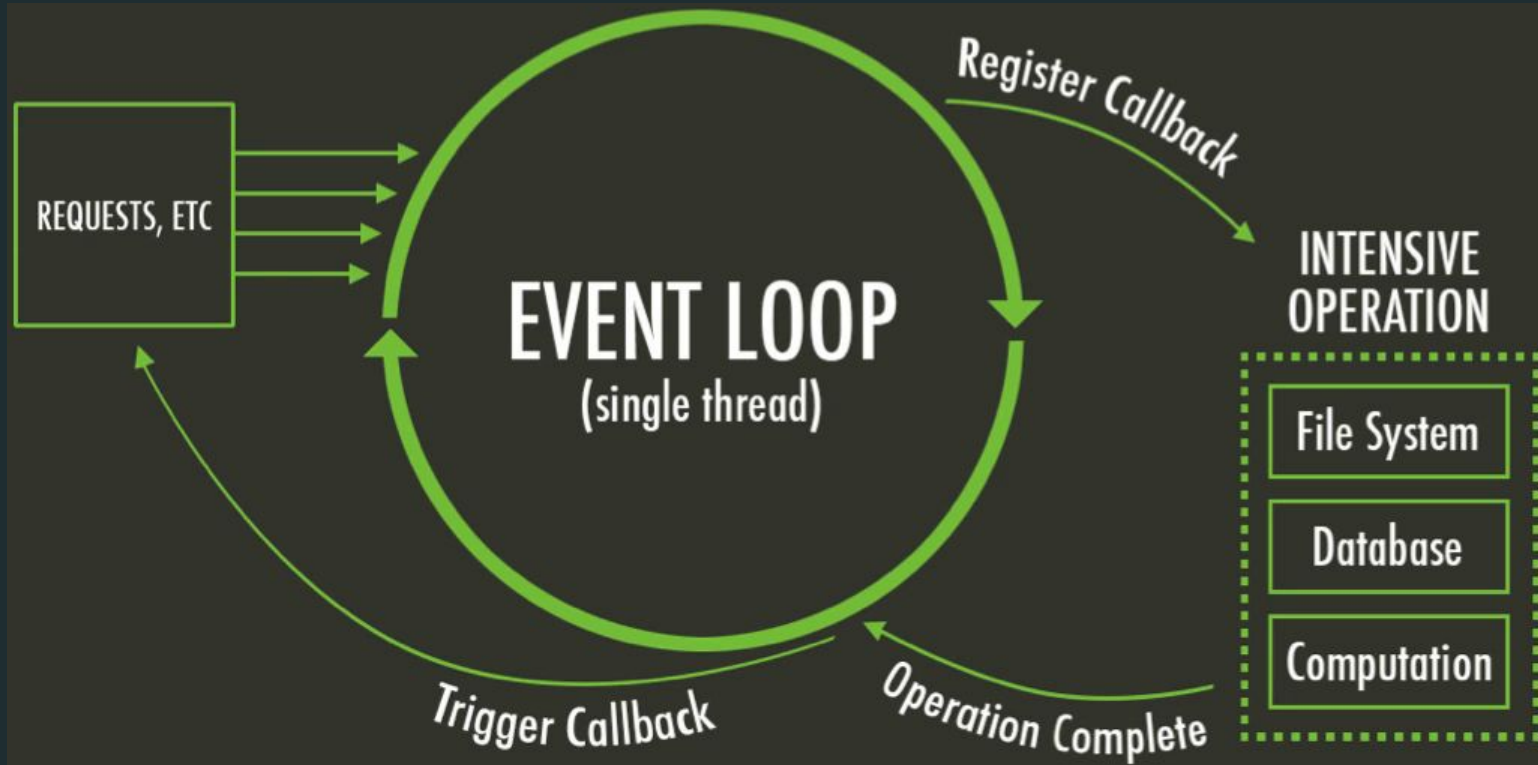 REQUESTS, ETC
EVENT LOOP
(single thread)
Register Callback
INTENSIVE
OPERATION
File System
Database
Computation
Operation Complete
Trigger Callback